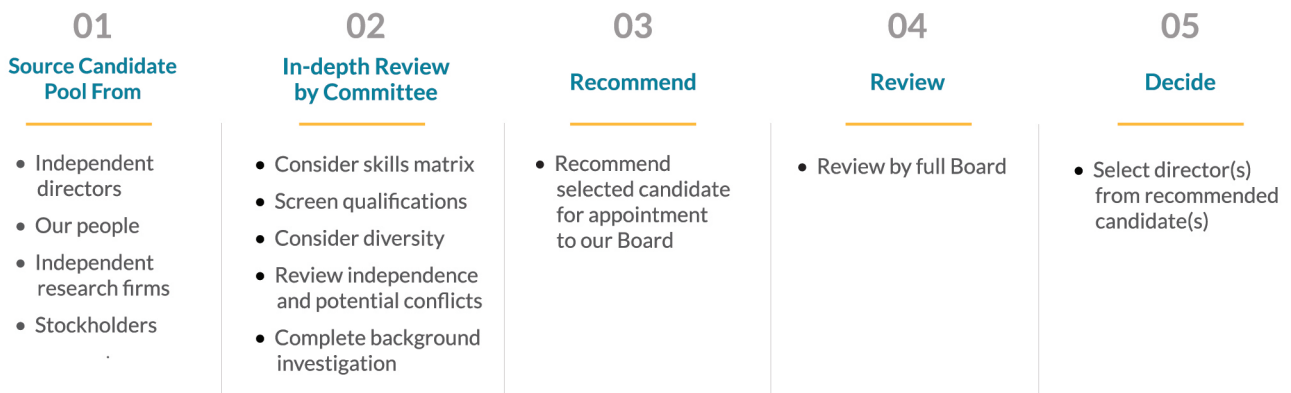 01
Source Candidate
Pool From
• Independent
directors
• Our people
• Independent
research firms
• Stockholders
.
02
In-depth Review
by Committee
• Consider skills matrix
• Screen qualifications
• Consider diversity
• Review independence
and potential conflicts
• Complete background
investigation
03
Recommend
• Recommend
selected candidate
for appointment
to our Board
04
Review
• Review by full Board
05
Decide
• Select director(s)
from recommended
candidate(s)